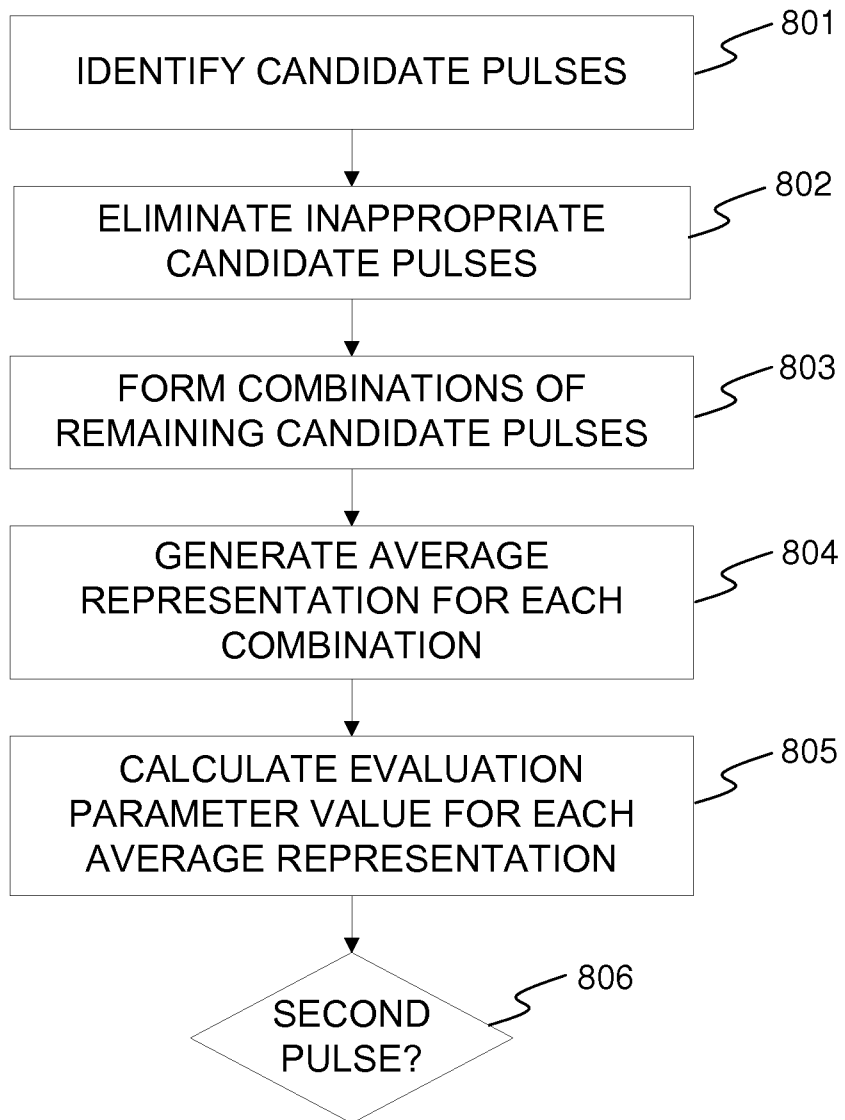 801
IDENTIFY CANDIDATE PULSES
802
ELIMINATE INAPPROPRIATE
CANDIDATE PULSES
803
FORM COMBINATIONS OF
REMAINING CANDIDATE PULSES
804
GENERATE AVERAGE
REPRESENTATION FOR EACH
COMBINATION
805
CALCULATE EVALUATION
PARAMETER VALUE FOR EACH
AVERAGE REPRESENTATION
806
SECOND
PULSE?